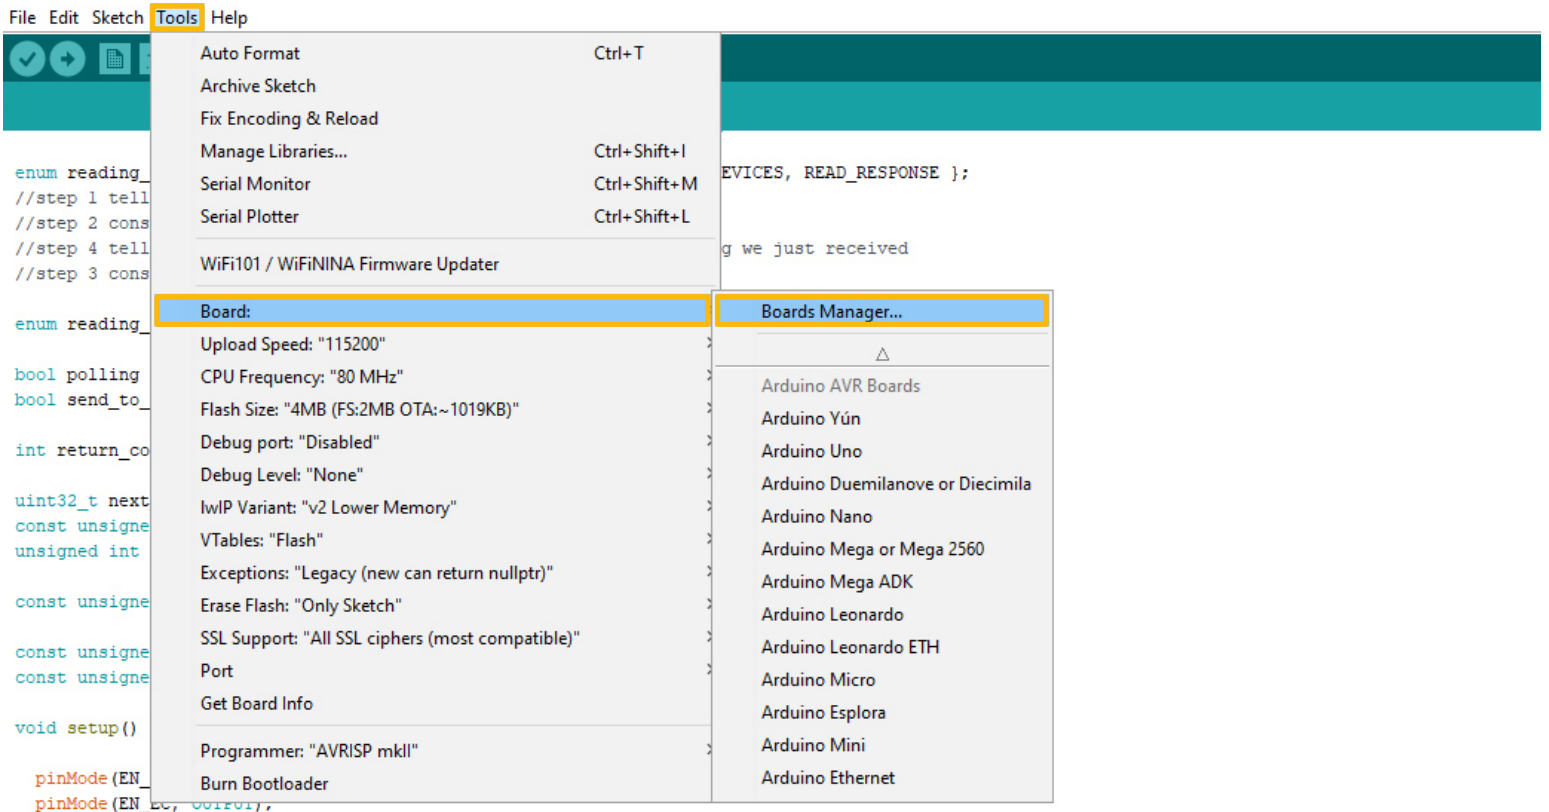 File Edit Sketch Tools Help
Auto Format Ctrl+T
Archive Sketch
Fix Encoding & Reload
Manage Libraries... Ctrl+Shift+I
Serial Monitor Ctrl+Shift+M
Serial Plotter Ctrl+Shift+L
WiFi101 / WiFiNINA Firmware Updater
Board:
Upload Speed: "115200"
CPU Frequency: "80 MHz"
Flash Size: "4MB (FS:2MB OTA:~1019KB)"
Debug port: "Disabled"
Debug Level: "None"
lwIP Variant: "v2 Lower Memory"
VTables: "Flash"
Exceptions: "Legacy (new can return nullptr)"
Erase Flash: "Only Sketch"
SSL Support: "All SSL ciphers (most compatible)"
Port
Get Board Info
Programmer: "AVRISP mkII"
Burn Bootloader
Boards Manager...
Arduino AVR Boards
Arduino Yún
Arduino Uno
Arduino Duemilanove or Diecimila
Arduino Nano
Arduino Mega or Mega 2560
Arduino Mega ADK
Arduino Leonardo
Arduino Leonardo ETH
Arduino Micro
Arduino Esplora
Arduino Mini
Arduino Ethernet
enum reading_ EVICES, READ_RESPONSE };
//step 1 tell
//step 2 cons
//step 4 tell g we just received
//step 3 cons
enum reading_
bool polling
bool send_to_
int return_co
uint32_t next
const unsigne
unsigned int
const unsigne
const unsigne
const unsigne
void setup()
pinMode(EN_
pinMode(EN_EC, OUTPUT);